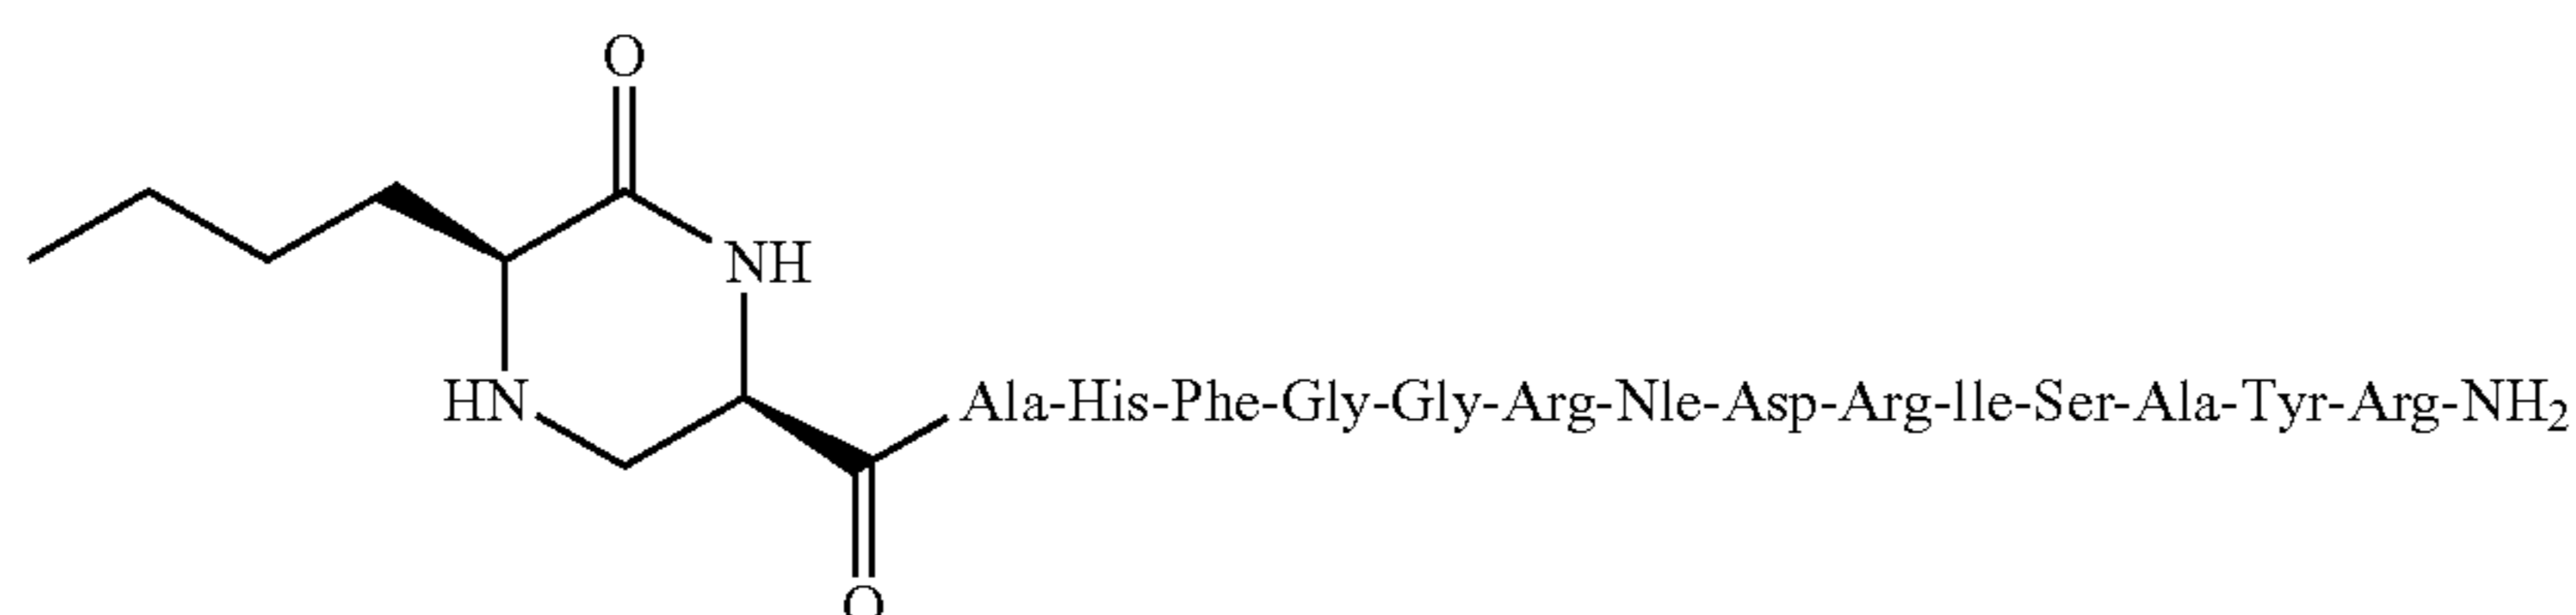 O
NH
HN
Ala-His-Phe-Gly-Gly-Arg-Nle-Asp-Arg-Ile-Ser-Ala-Tyr-Arg-NH2
O